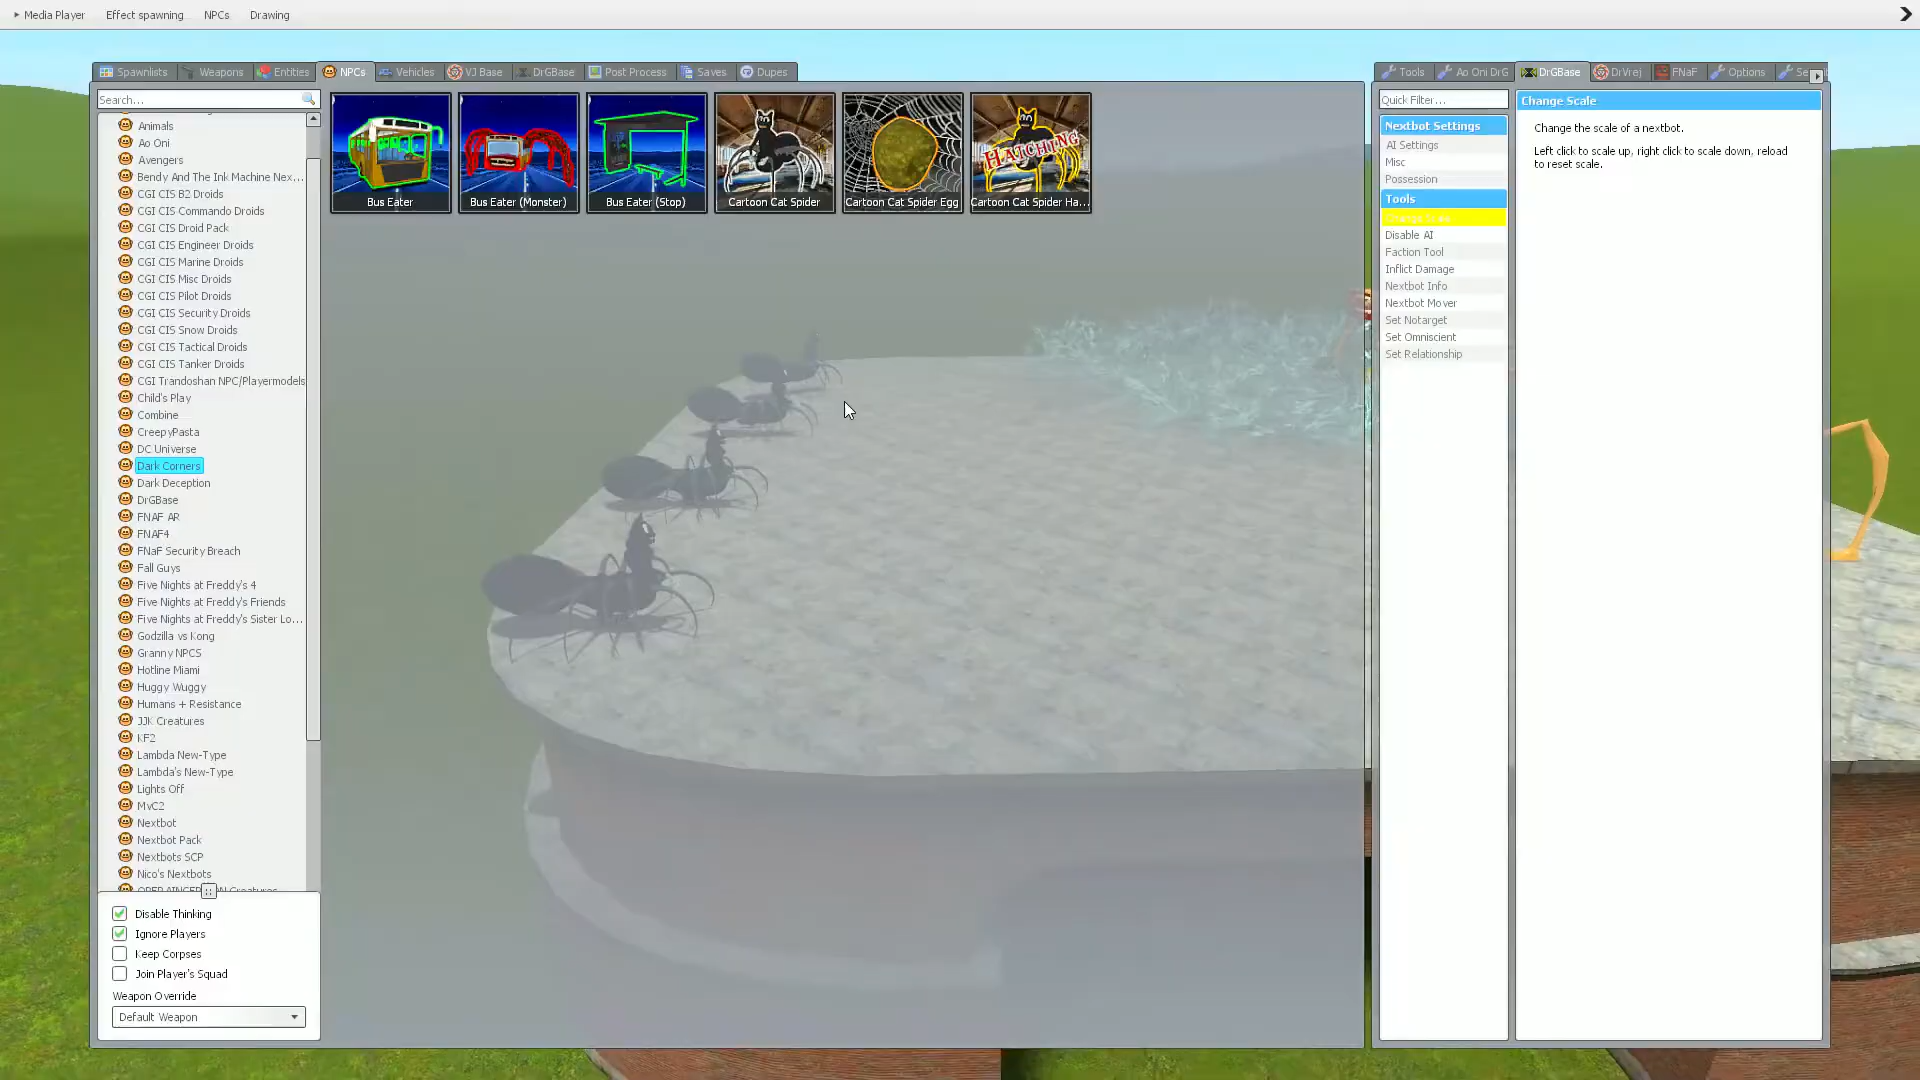 Media Player Effect spawning NPCs Drawing
Spawnlists Weapons Entities NPCs Vehicles VJ Base DrGBase Post Process Saves Dupes
Search...
Animals
Ao Oni
Avengers
Bendy And The Ink Machine Nex...
CGI CIS B2 Droids
CGI CIS Commando Droids
CGI CIS Droid Pack
CGI CIS Engineer Droids
CGI CIS Marine Droids
CGI CIS Misc Droids
CGI CIS Pilot Droids
CGI CIS Security Droids
CGI CIS Snow Droids
CGI CIS Tactical Droids
CGI CIS Tanker Droids
CGI Trandoshan NPC/Playermodels
Child's Play
Combine
CreepyPasta
DC Universe
Dark Corners
Dark Deception
DrGBase
FNAF AR
FNAF4
FNaF Security Breach
Fall Guys
Five Nights at Freddy's 4
Five Nights at Freddy's Friends
Five Nights at Freddy's Sister Lo...
Godzilla vs Kong
Granny NPCS
Hotline Miami
Huggy Wuggy
Humans + Resistance
JJK Creatures
KF2
Lambda New-Type
Lambda's New-Type
Lights Off
MvC2
Nextbot
Nextbot Pack
Nextbots SCP
Nico's Nextbots
Disable Thinking
Ignore Players
Keep Corpses
Join Player's Squad
Weapon Override
Default Weapon
HATCHING
Bus Eater Bus Eater (Monster) Bus Eater (Stop) Cartoon Cat Spider Cartoon Cat Spider Egg Cartoon Cat Spider Ha...
Tools Ao Oni DrG DrGBase DrVrej FNaF Options Se
Quick Filter...
Nextbot Settings
AI Settings
Misc
Possession
Tools
Change Scale
Disable AI
Faction Tool
Inflict Damage
Nextbot Info
Nextbot Mover
Set Notarget
Set Omniscient
Set Relationship
Change Scale
Change the scale of a nextbot.
Left click to scale up, right click to scale down, reload
to reset scale.